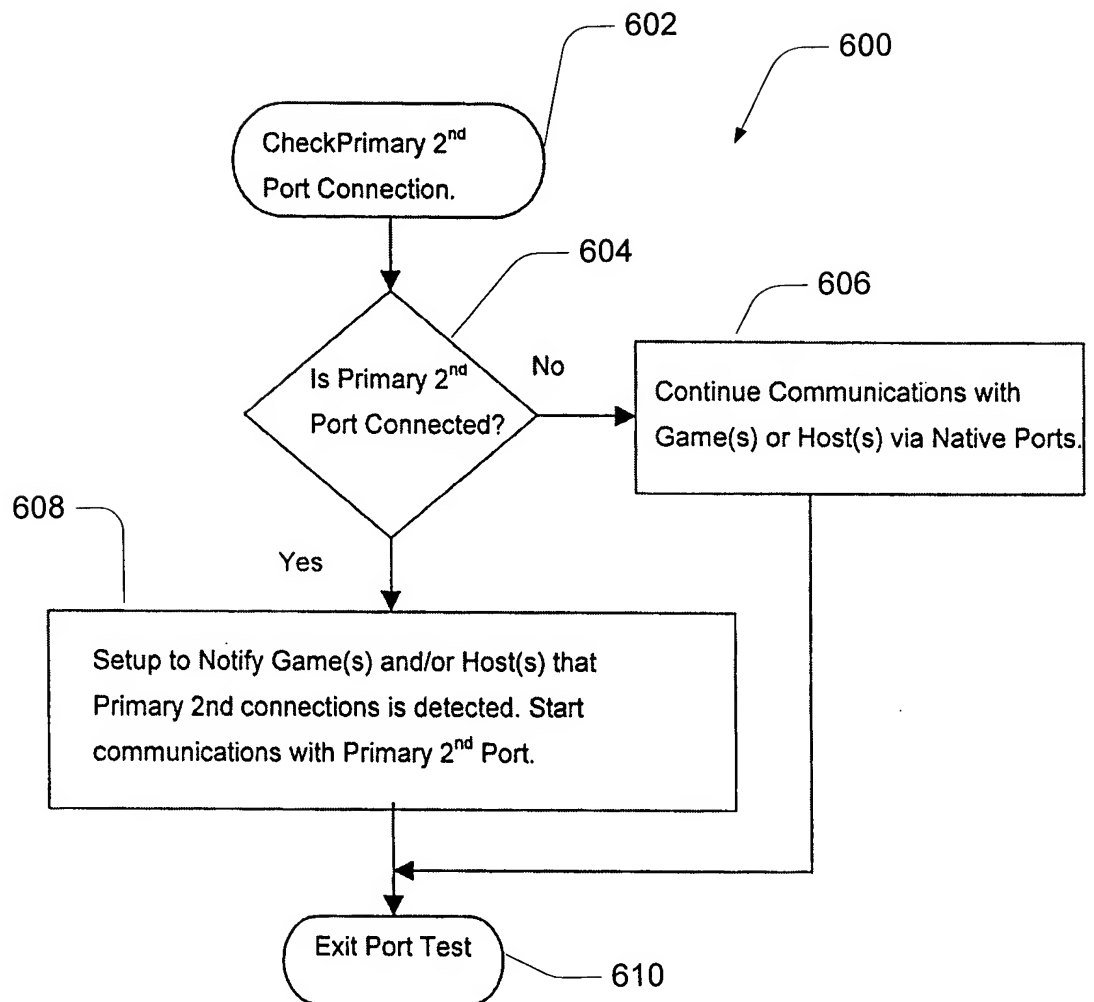 602
600
CheckPrimary 2nd
Port Connection.
604
606
Is Primary 2nd
Port Connected?
No
Continue Communications with
Game(s) or Host(s) via Native Ports.
608
Yes
Setup to Notify Game(s) and/or Host(s) that
Primary 2nd connections is detected. Start
communications with Primary 2nd Port.
Exit Port Test
610